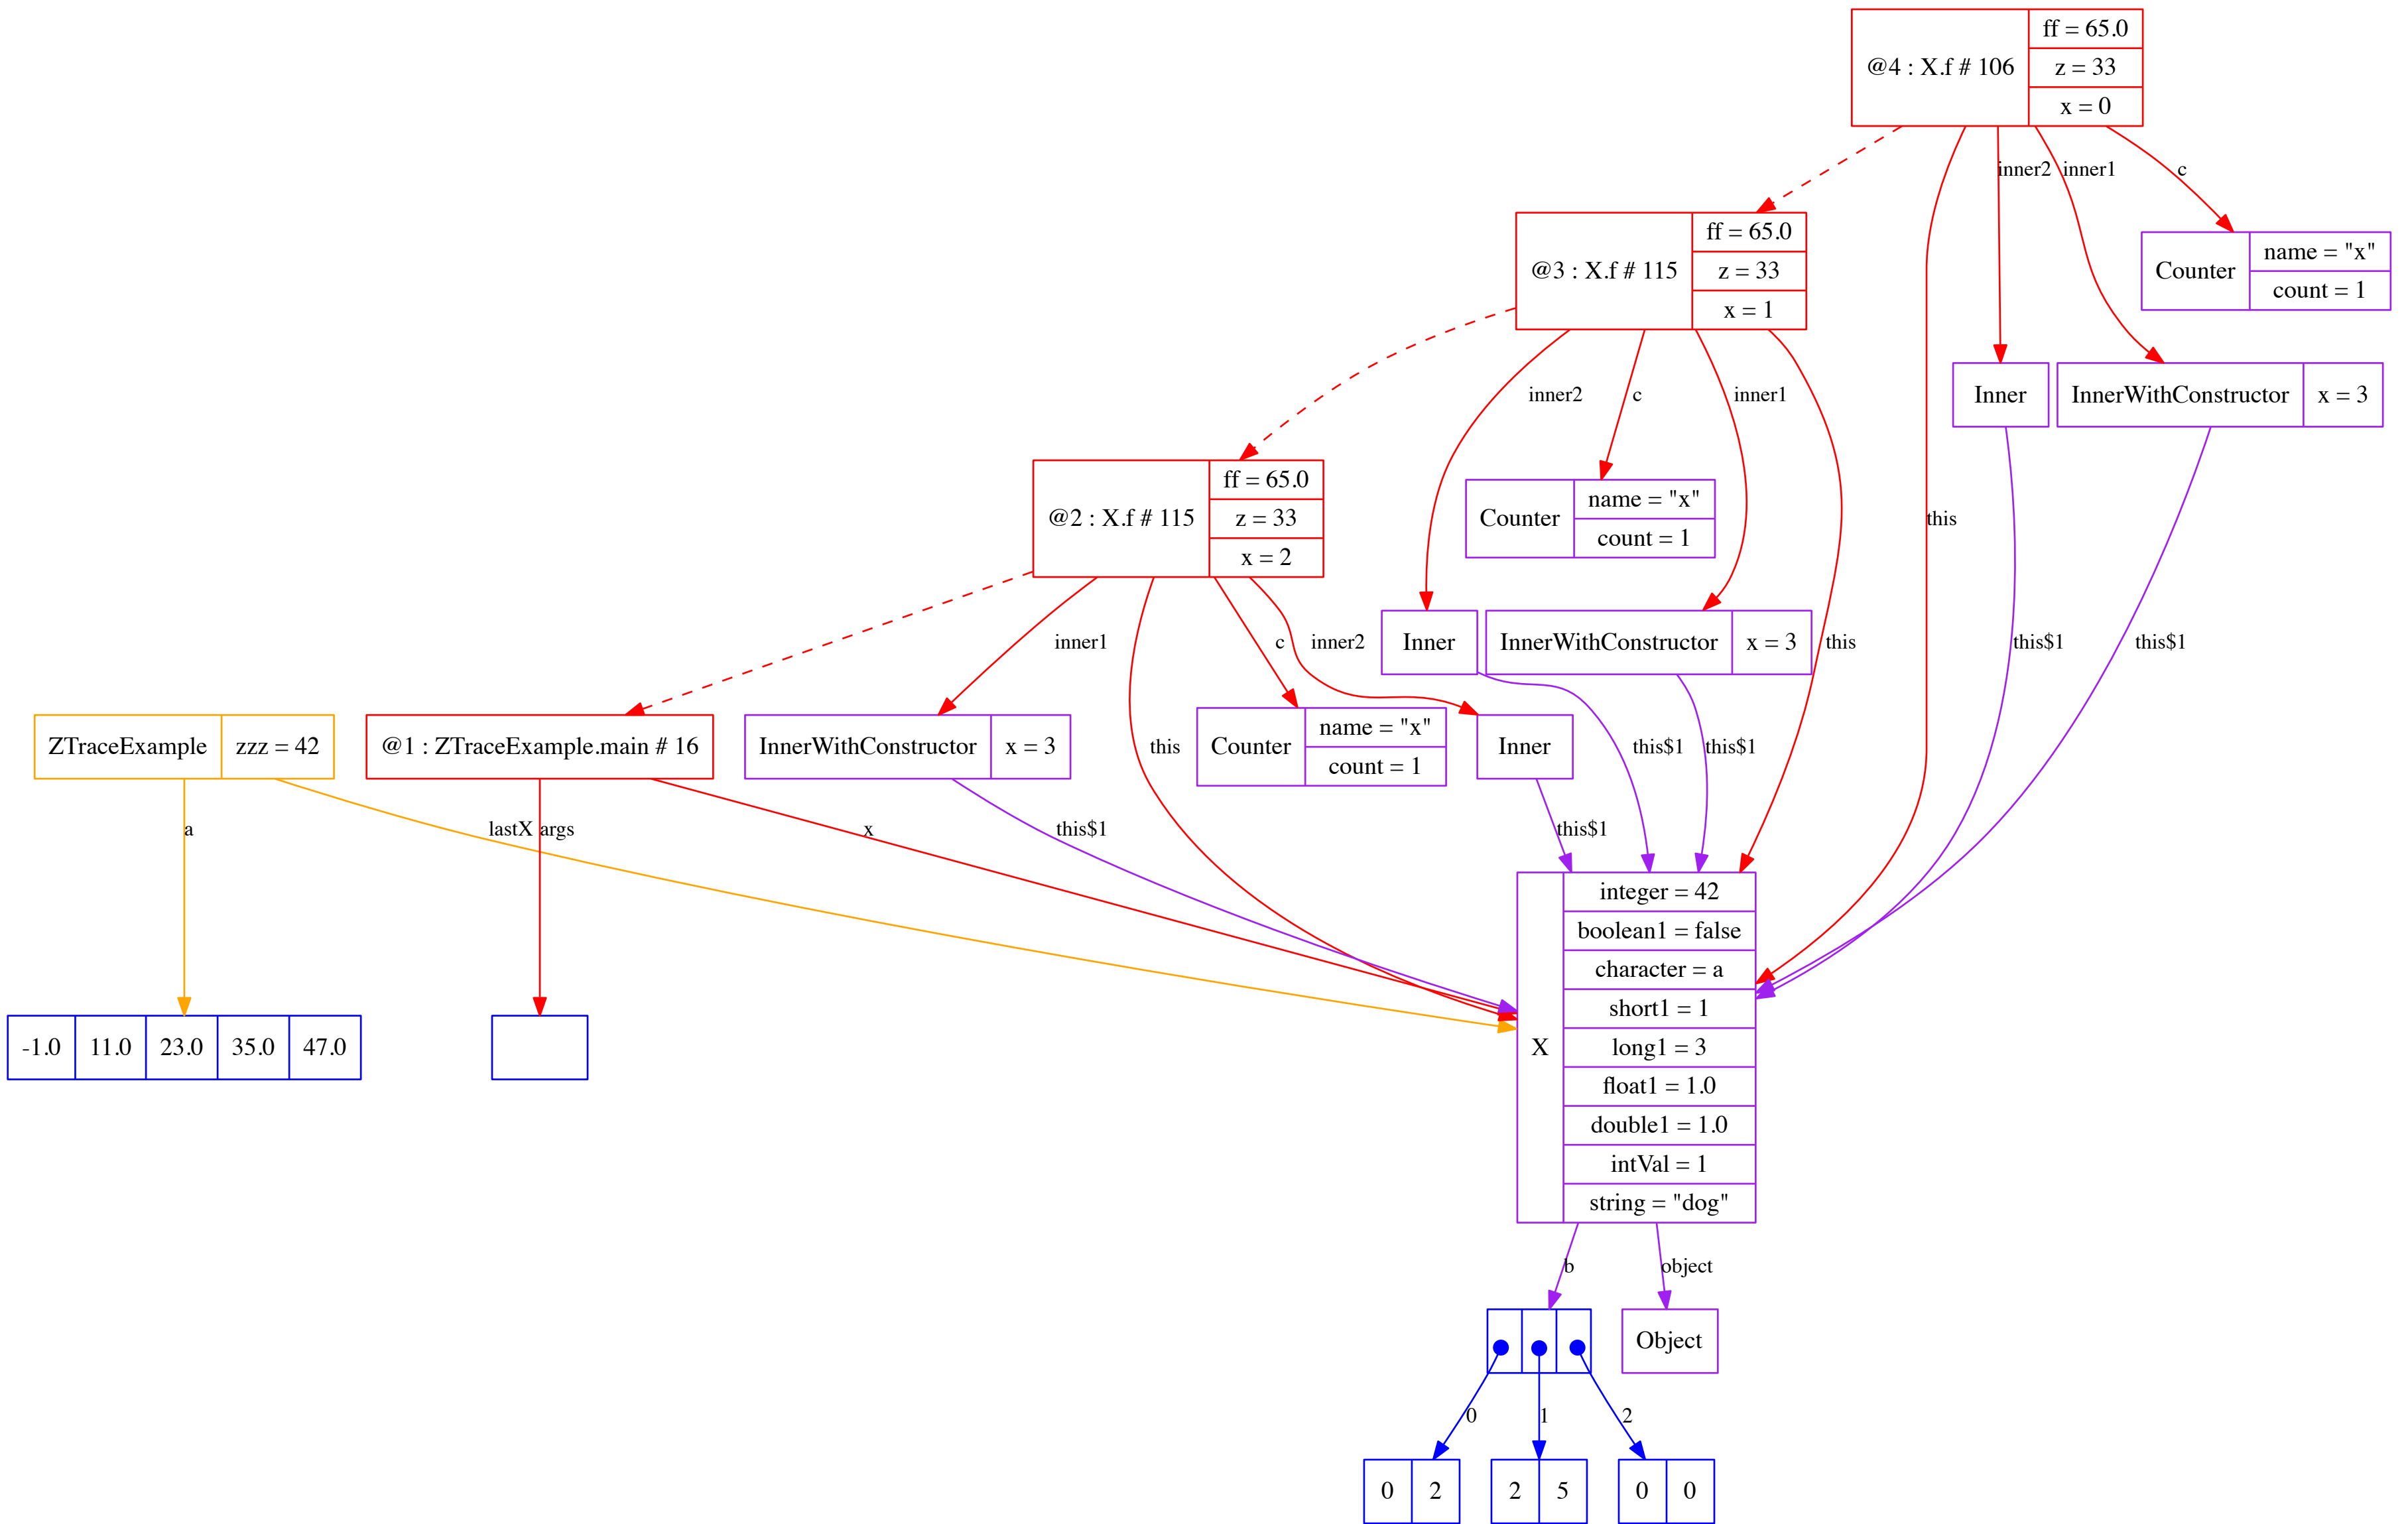 @4 : X.f # 106
ff = 65.0
z = 33
x = 0
inner2
inner1
c
@3 : X.f # 115
ff = 65.0
z = 33
x = 1
Counter
name = "x"
count = 1
inner2
c
inner1
Inner
InnerWithConstructor
x = 3
@2 : X.f # 115
ff = 65.0
z = 33
x = 2
Counter
name = "x"
count = 1
this
inner1
c
inner2
Inner
InnerWithConstructor
x = 3
this
this$1
this$1
ZTraceExample
zzz = 42
@1 : ZTraceExample.main # 16
InnerWithConstructor
x = 3
this
Counter
name = "x"
count = 1
Inner
this$1
this$1
a
lastX
args
x
this$1
this$1
-1.0
11.0
23.0
35.0
47.0
X
integer = 42
boolean1 = false
character = a
short1 = 1
long1 = 3
float1 = 1.0
double1 = 1.0
intVal = 1
string = "dog"
b
object
Object
0
1
2
0
2
2
5
0
0